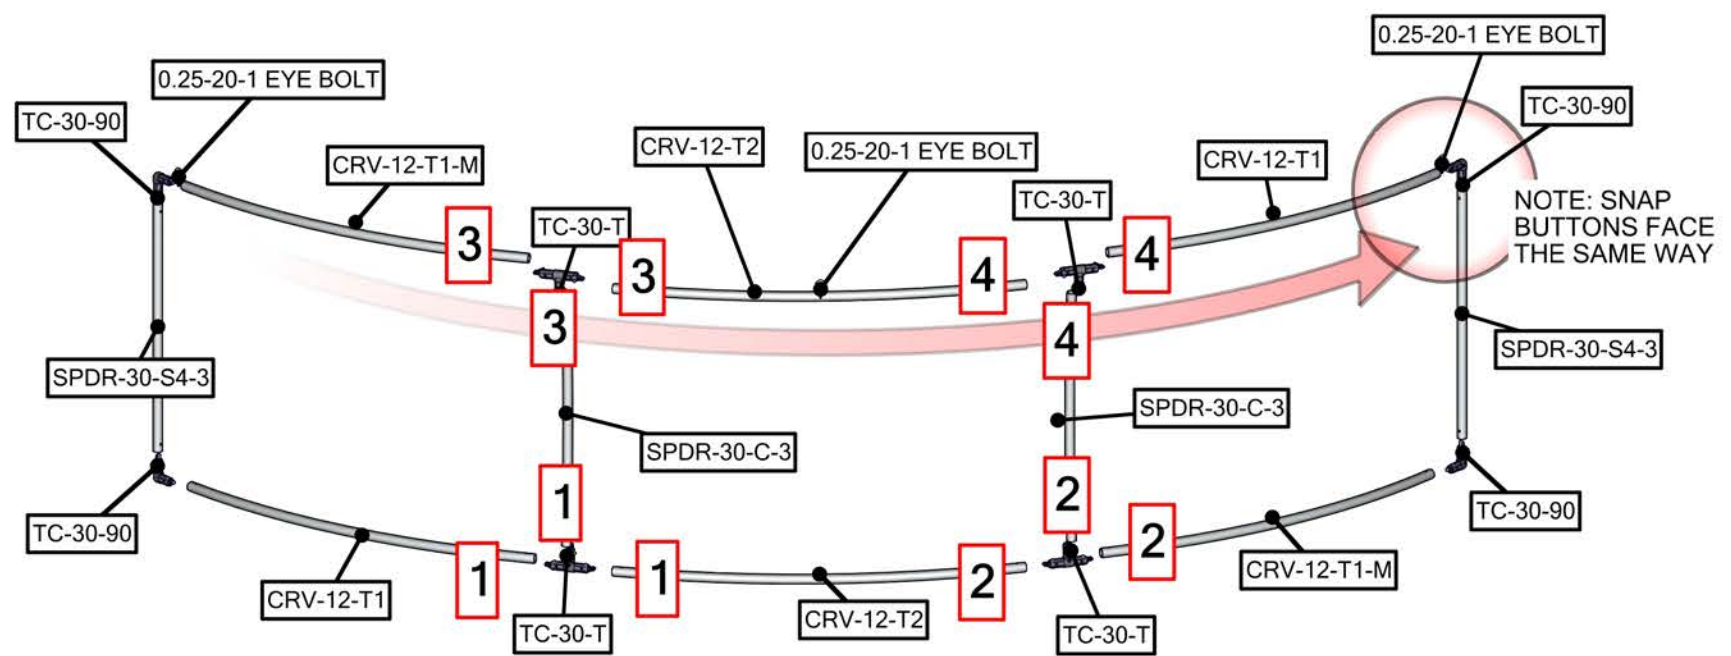 0.25-20-1 EYE BOLT
0.25-20-1 EYE BOLT
TC-30-90
TC-30-90
CRV-12-T1-M
CRV-12-T2
0.25-20-1 EYE BOLT
CRV-12-T1
TC-30-T
TC-30-T
NOTE: SNAP
BUTTONS FACE
THE SAME WAY
3
3
4
4
3
4
SPDR-30-S4-3
SPDR-30-S4-3
SPDR-30-C-3
SPDR-30-C-3
1
2
TC-30-90
TC-30-90
1
1
2
2
CRV-12-T1
CRV-12-T2
CRV-12-T1-M
TC-30-T
TC-30-T